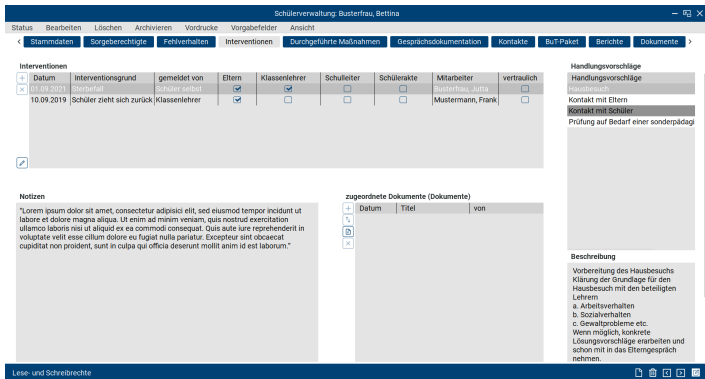 Schülerverwaltung: Busterfrau, Bettina
Status Bearbeiten Löschen Archivieren Vordrucke Vorgabefelder Ansicht
Stammdaten Sorgeberechtigte Fehlverhalten Interventionen Durchgeführte Maßnahmen Gesprächsdokumentation Kontakte BuT-Paket Berichte Dokumente
Interventionen
Datum Interventionsgrund gemeldet von Eltern Klassenlehrer Schulleiter Schülerakte Mitarbeiter vertraulich
01.09.2021 Sterbefall Schüler selbst Busterfrau, Jutta
10.09.2019 Schüler zieht sich zurück Klassenlehrer Mustermann, Frank
Handlungsvorschläge
Handlungsvorschläge
Hausbesuch
Kontakt mit Eltern
Kontakt mit Schüler
Prüfung auf Bedarf einer sonderpädagi
Notizen
"Lorem ipsum dolor sit amet, consectetur adipisici elit, sed eiusmod tempor incidunt ut
labore et dolore magna aliqua. Ut enim ad minim veniam, quis nostrud exercitation
ullamco laboris nisi ut aliquid ex ea commodi consequat. Quis aute iure reprehenderit in
voluptate velit esse cillum dolore eu fugiat nulla pariatur. Excepteur sint obcaecat
cupiditat non proident, sunt in culpa qui officia deserunt mollit anim id est laborum."
zugeordnete Dokumente (Dokumente)
Datum Titel von
Beschreibung
Vorbereitung des Hausbesuchs
Klärung der Grundlage für den
Hausbesuch mit den beteiligten
Lehrern
a. Arbeitsverhalten
b. Sozialverhalten
c. Gewaltprobleme etc.
Wenn möglich, konkrete
Lösungsvorschläge erarbeiten und
schon mit in das Elterngespräch
nehmen.
Lese- und Schreibrechte